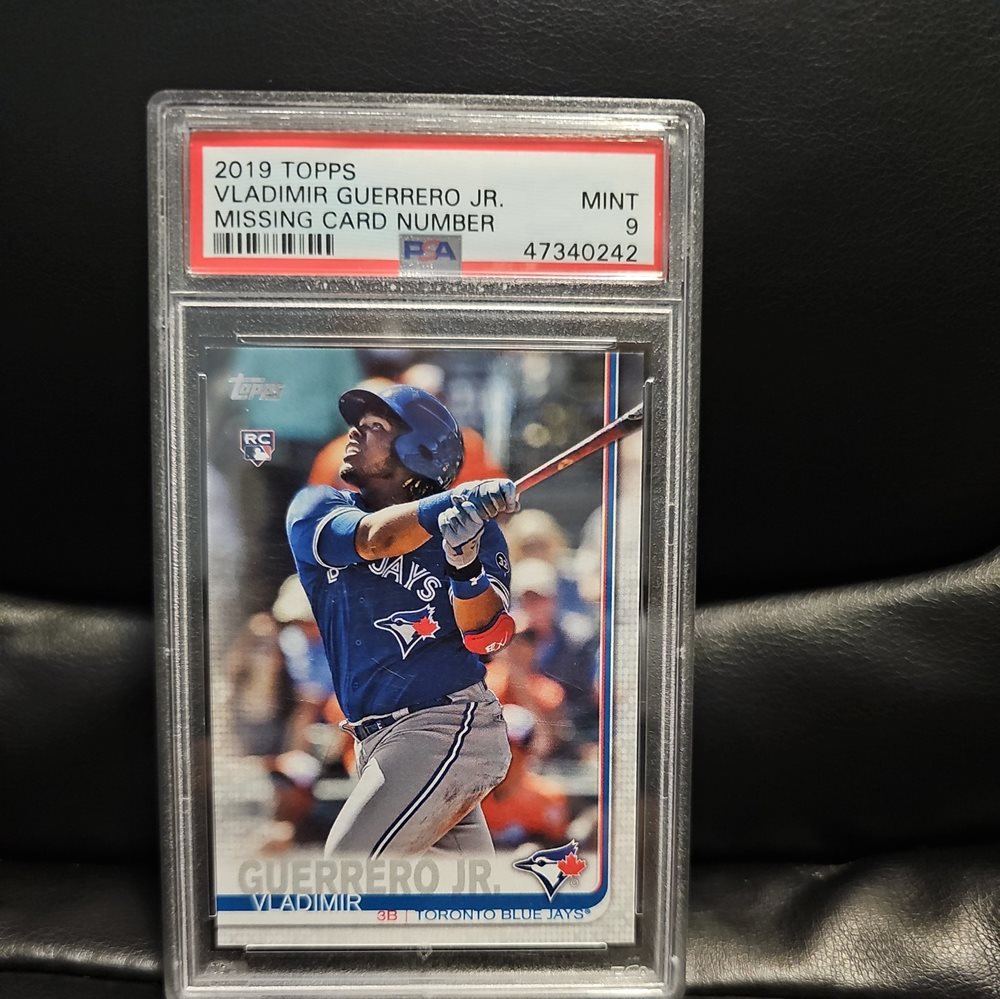 2019 TOPPS
VLADIMIR GUERRERO JR. MINT
MISSING CARD NUMBER 9
PSA 47340242
Topps
RC
JAYS
GUERRERO JR.
VLADIMIR
3B | TORONTO BLUE JAYS®